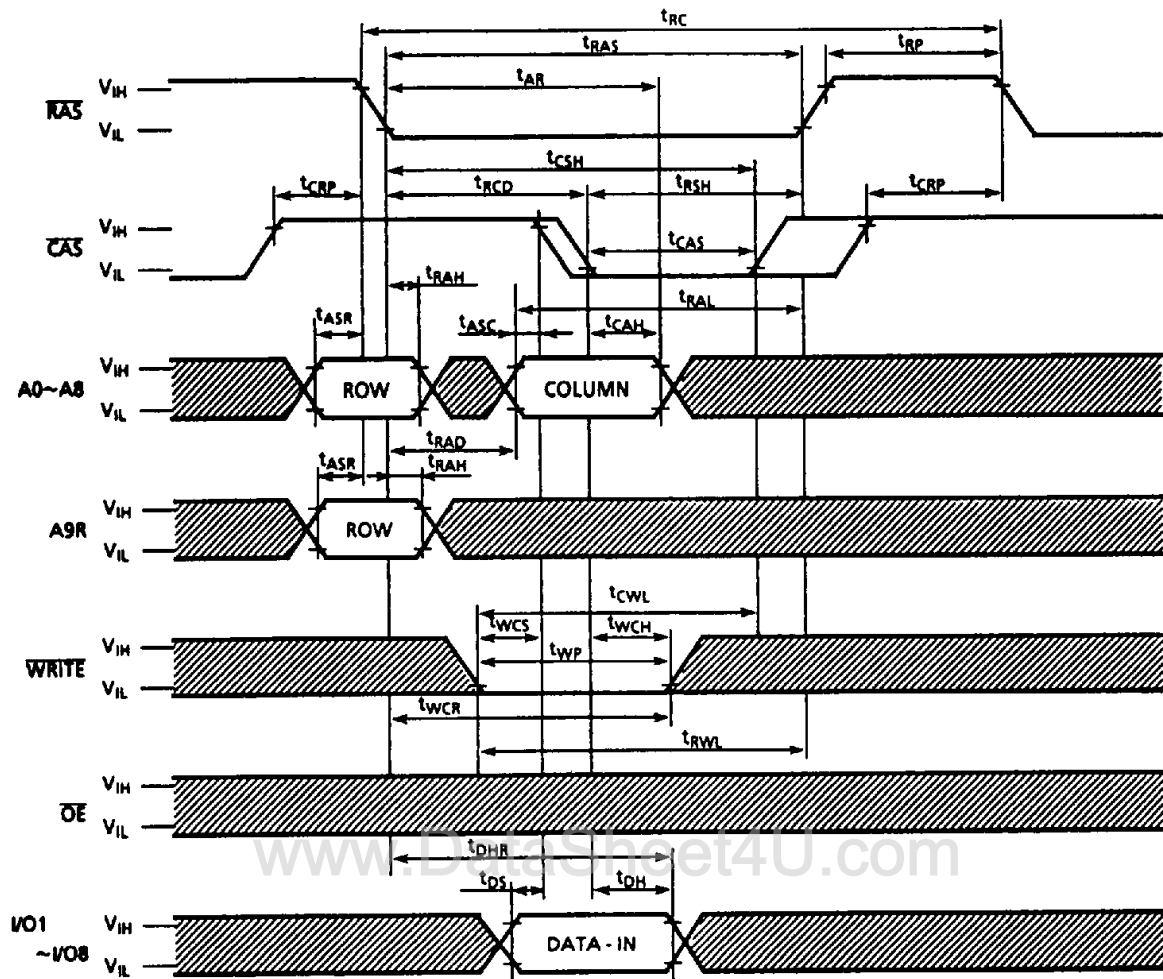 tRC
tRAS
tRP
tAR
VIH
RAS
VIL
tCSH
tCRP
tRCD
tRSH
tCRP
VIH
CAS
VIL
tCAS
tRAH
tRAL
tASR
tASC
tCAH
VIH
A0~A8
ROW
COLUMN
VIL
tRAD
tASR
tRAH
VIH
A9R
ROW
VIL
tCWL
tWCS
tWCH
VIH
WRITE
tWP
VIL
tWCR
tRWL
VIH
OE
VIL
www.DataSheet4U.com
tDHR
tDS
tDH
I/O1
VIH
~I/O8
DATA - IN
VIL